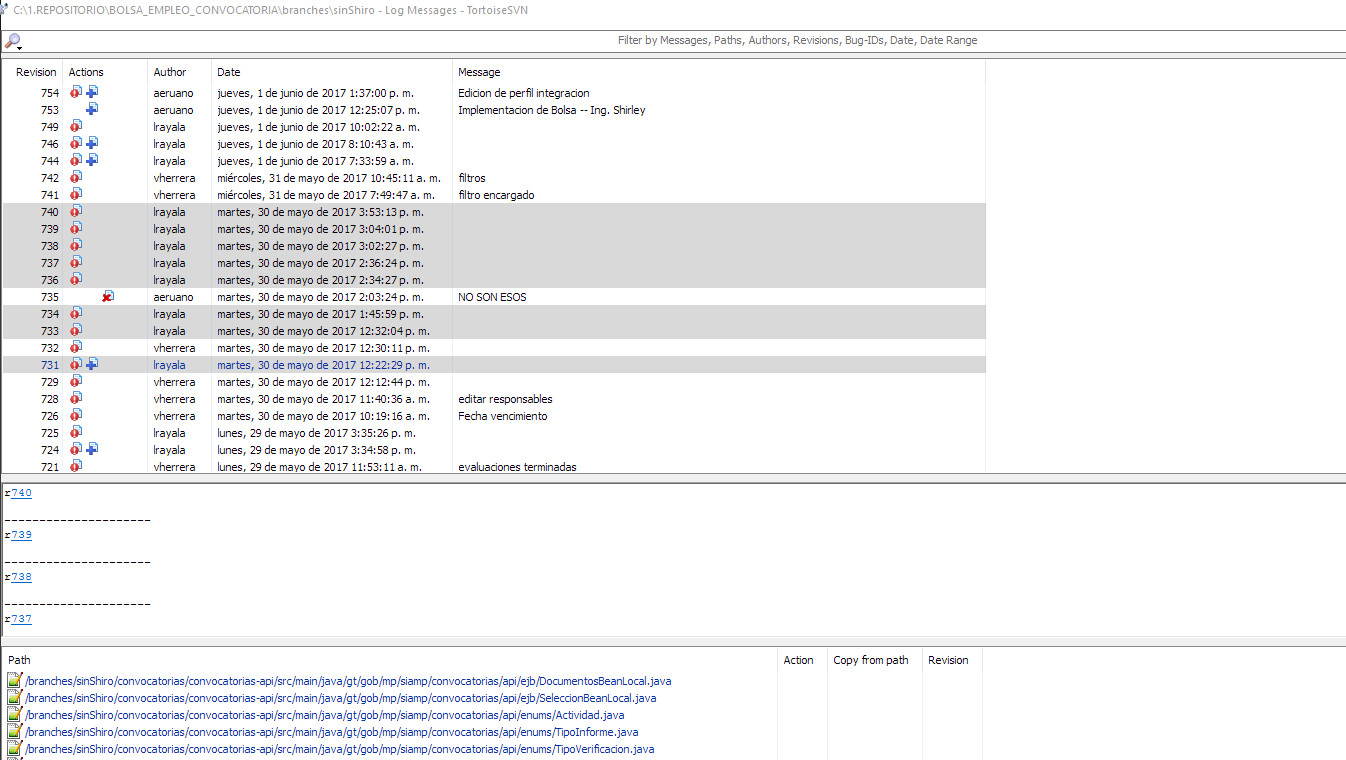 C:\1.REPOSITORIO\BOLSA_EMPLEO_CONVOCATORIA\branches\sinShiro - Log Messages - TortoiseSVN
Filter by Messages, Paths, Authors, Revisions, Bug-IDs, Date, Date Range
Revision Actions Author Date Message
754 aeruano jueves, 1 de junio de 2017 1:37:00 p. m. Edicion de perfil integracion
753 aeruano jueves, 1 de junio de 2017 12:25:07 p. m. Implementacion de Bolsa -- Ing. Shirley
749 lrayala jueves, 1 de junio de 2017 10:02:22 a. m.
746 lrayala jueves, 1 de junio de 2017 8:10:43 a. m.
744 lrayala jueves, 1 de junio de 2017 7:33:59 a. m.
742 vherrera miércoles, 31 de mayo de 2017 10:45:11 a. m. filtros
741 vherrera miércoles, 31 de mayo de 2017 7:49:47 a. m. filtro encargado
740 lrayala martes, 30 de mayo de 2017 3:53:13 p. m.
739 lrayala martes, 30 de mayo de 2017 3:04:01 p. m.
738 lrayala martes, 30 de mayo de 2017 3:02:27 p. m.
737 lrayala martes, 30 de mayo de 2017 2:36:24 p. m.
736 lrayala martes, 30 de mayo de 2017 2:34:27 p. m.
735 aeruano martes, 30 de mayo de 2017 2:03:24 p. m. NO SON ESOS
734 lrayala martes, 30 de mayo de 2017 1:45:59 p. m.
733 lrayala martes, 30 de mayo de 2017 12:32:04 p. m.
732 vherrera martes, 30 de mayo de 2017 12:30:11 p. m.
731 lrayala martes, 30 de mayo de 2017 12:22:29 p. m.
729 vherrera martes, 30 de mayo de 2017 12:12:44 p. m.
728 vherrera martes, 30 de mayo de 2017 11:40:36 a. m. editar responsables
726 vherrera martes, 30 de mayo de 2017 10:19:16 a. m. Fecha vencimiento
725 lrayala lunes, 29 de mayo de 2017 3:35:26 p. m.
724 lrayala lunes, 29 de mayo de 2017 3:34:58 p. m.
721 vherrera lunes, 29 de mayo de 2017 11:53:11 a. m. evaluaciones terminadas
r740
---------------------
r739
---------------------
r738
---------------------
r737
Path Action Copy from path Revision
/branches/sinShiro/convocatorias/convocatorias-api/src/main/java/gt/gob/mp/siamp/convocatorias/api/ejb/DocumentosBeanLocal.java
/branches/sinShiro/convocatorias/convocatorias-api/src/main/java/gt/gob/mp/siamp/convocatorias/api/ejb/SeleccionBeanLocal.java
/branches/sinShiro/convocatorias/convocatorias-api/src/main/java/gt/gob/mp/siamp/convocatorias/api/enums/Actividad.java
/branches/sinShiro/convocatorias/convocatorias-api/src/main/java/gt/gob/mp/siamp/convocatorias/api/enums/TipoInforme.java
/branches/sinShiro/convocatorias/convocatorias-api/src/main/java/gt/gob/mp/siamp/convocatorias/api/enums/TipoVerificacion.java